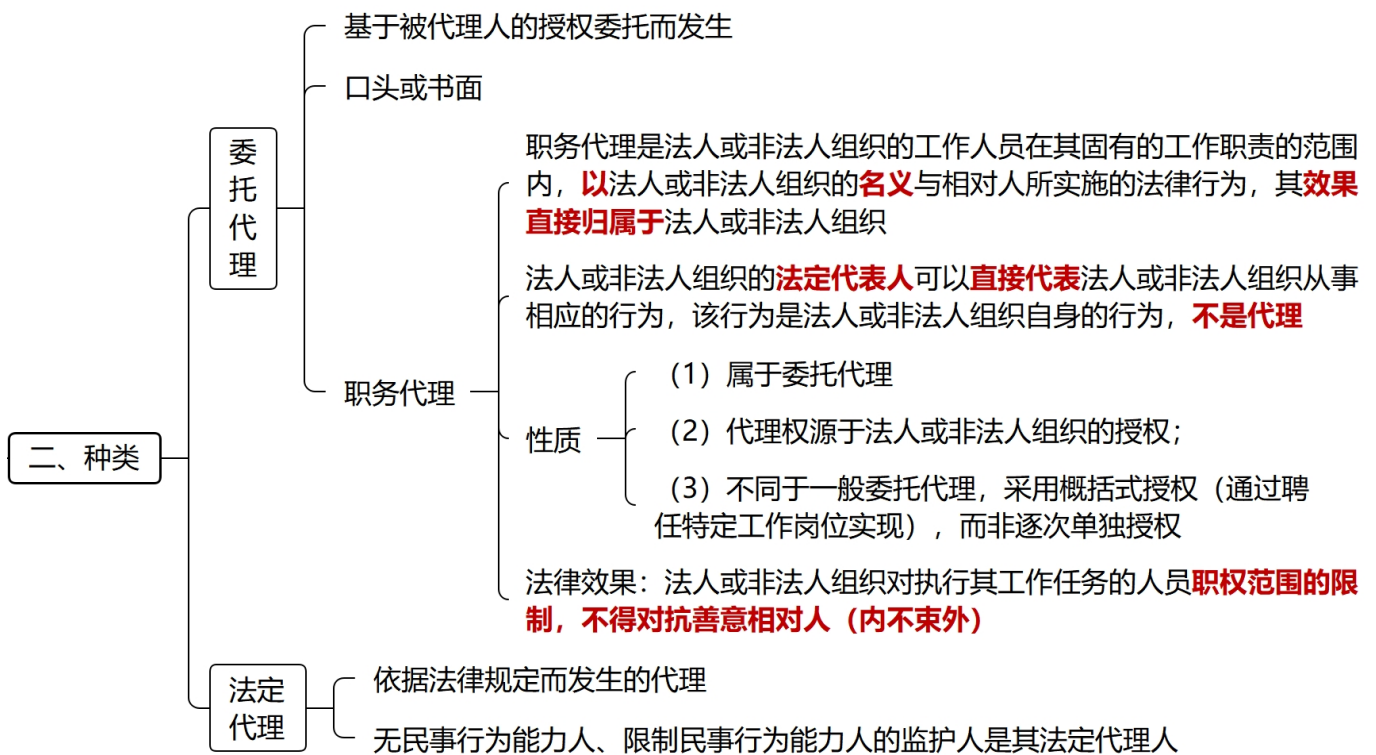 基于被代理人的授权委托而发生
口头或书面
委
托
代
理
职务代理是法人或非法人组织的工作人员在其固有的工作职责的范围
内，以法人或非法人组织的名义与相对人所实施的法律行为，其效果
直接归属于法人或非法人组织
法人或非法人组织的法定代表人可以直接代表法人或非法人组织从事
相应的行为，该行为是法人或非法人组织自身的行为，不是代理
职务代理
性质
（1）属于委托代理
（2）代理权源于法人或非法人组织的授权；
（3）不同于一般委托代理，采用概括式授权（通过聘
任特定工作岗位实现），而非逐次单独授权
二、种类
法律效果：法人或非法人组织对执行其工作任务的人员职权范围的限
制，不得对抗善意相对人（内不束外）
法定
代理
依据法律规定而发生的代理
无民事行为能力人、限制民事行为能力人的监护人是其法定代理人